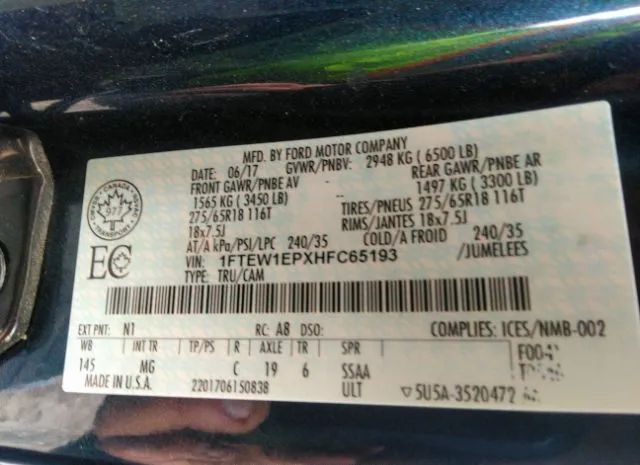 MFD. BY FORD MOTOR COMPANY
DATE: 06/17 GVWR/PNBV: 2948 KG ( 6500 LB)
FRONT GAWR/PNBE AV REAR GAWR/PNBE AR
1565 KG ( 3450 LB) 1497 KG ( 3300 LB)
275/65R18 116T TIRES/PNEUS 275/65R18 116T
18x7.5J RIMS/JANTES 18x7.5J
AT/A kPa/PSI/LPC 240/35 COLD/A FROID 240/35
VIN: 1FTEW1EPXHFC65193 /JUMELEES
TYPE: TRU/CAM
CANADA
977
TRANSPORT
EC
EXT PNT: N1 RC: A8 DSO: COMPLIES: ICES/NMB-002
WB INT TR TP/PS R AXLE TR SPR
145 MG C 19 6 SSAA
MADE IN U.S.A. 2201706150838 ULT
5U5A-3520472